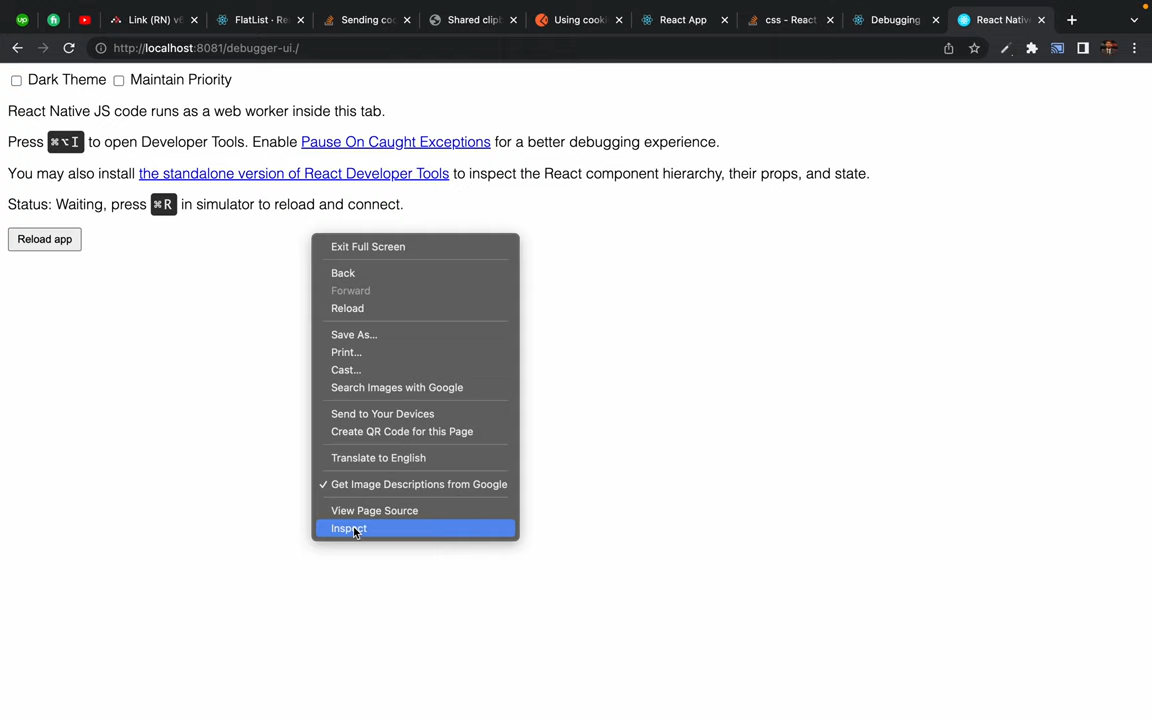 Link (RN) v6
FlatList · Re
Sending coo
Shared clipb
Using cooki
React App
css - React
Debugging
React Nativ
http://localhost:8081/debugger-ui./
Dark Theme Maintain Priority
React Native JS code runs as a web worker inside this tab.
Press ⌘⌥I to open Developer Tools. Enable Pause On Caught Exceptions for a better debugging experience.
You may also install the standalone version of React Developer Tools to inspect the React component hierarchy, their props, and state.
Status: Waiting, press ⌘R in simulator to reload and connect.
Reload app
Exit Full Screen
Back
Forward
Reload
Save As...
Print...
Cast...
Search Images with Google
Send to Your Devices
Create QR Code for this Page
Translate to English
✓ Get Image Descriptions from Google
View Page Source
Inspect